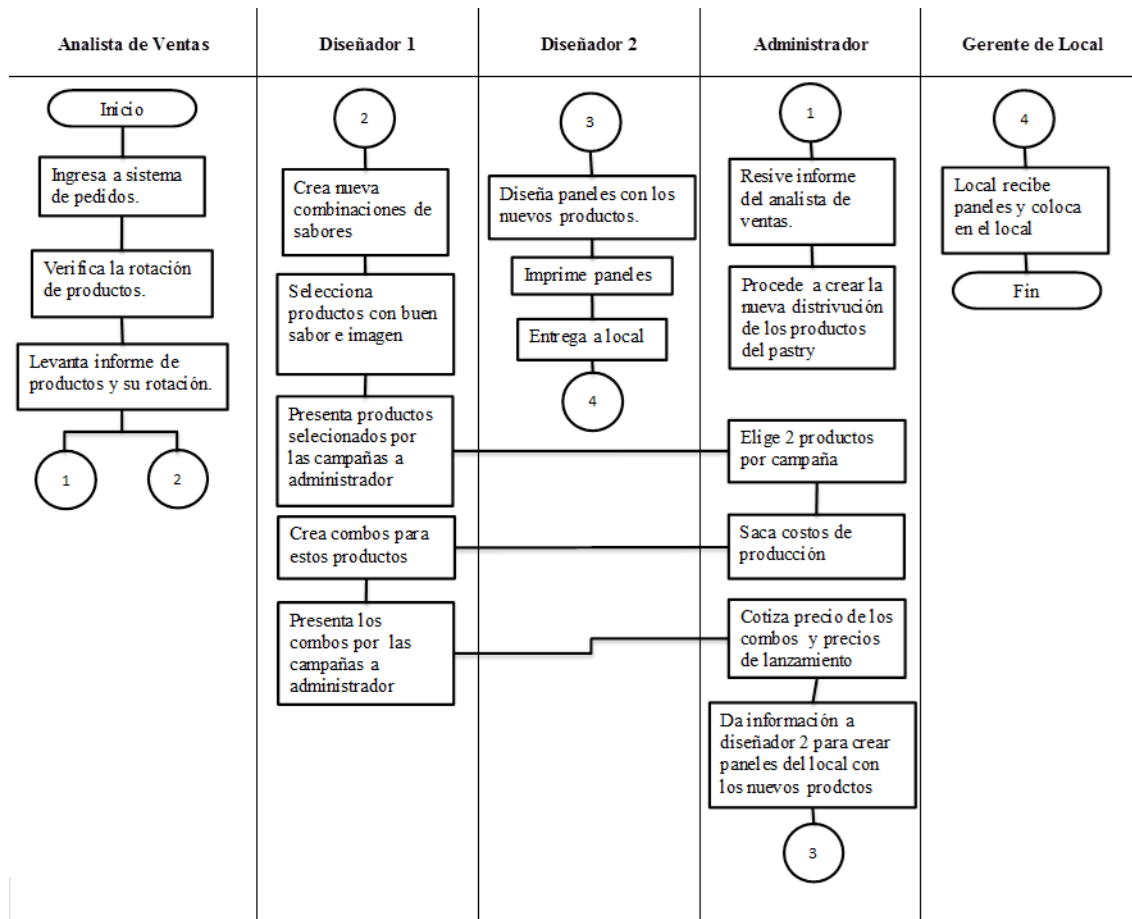 Analista de Ventas
Diseñador 1
Diseñador 2
Administrador
Gerente de Local
Inicio
Ingresa a sistema
de pedidos.
Verifica la rotación
de productos.
Levanta informe de
productos y su rotación.
1
2
2
Crea nueva
combinaciones de
sabores
Selecciona
productos con buen
sabor e imagen
Presenta productos
selecionados por
las campañas a
administrador
Crea combos para
estos productos
Presenta los
combos por las
campañas a
administrador
3
Diseña paneles con los
nuevos productos.
Imprime paneles
Entrega a local
4
1
Resive informe
del analista de
ventas.
Procede a crear la
nueva distrivución
de los productos
del pastry
Elige 2 productos
por campaña
Saca costos de
producción
Cotiza precio de los
combos y precios
de lanzamiento
Da información a
diseñador 2 para crear
paneles del local con
los nuevos prodctos
3
4
Local recibe
paneles y coloca
en el local
Fin